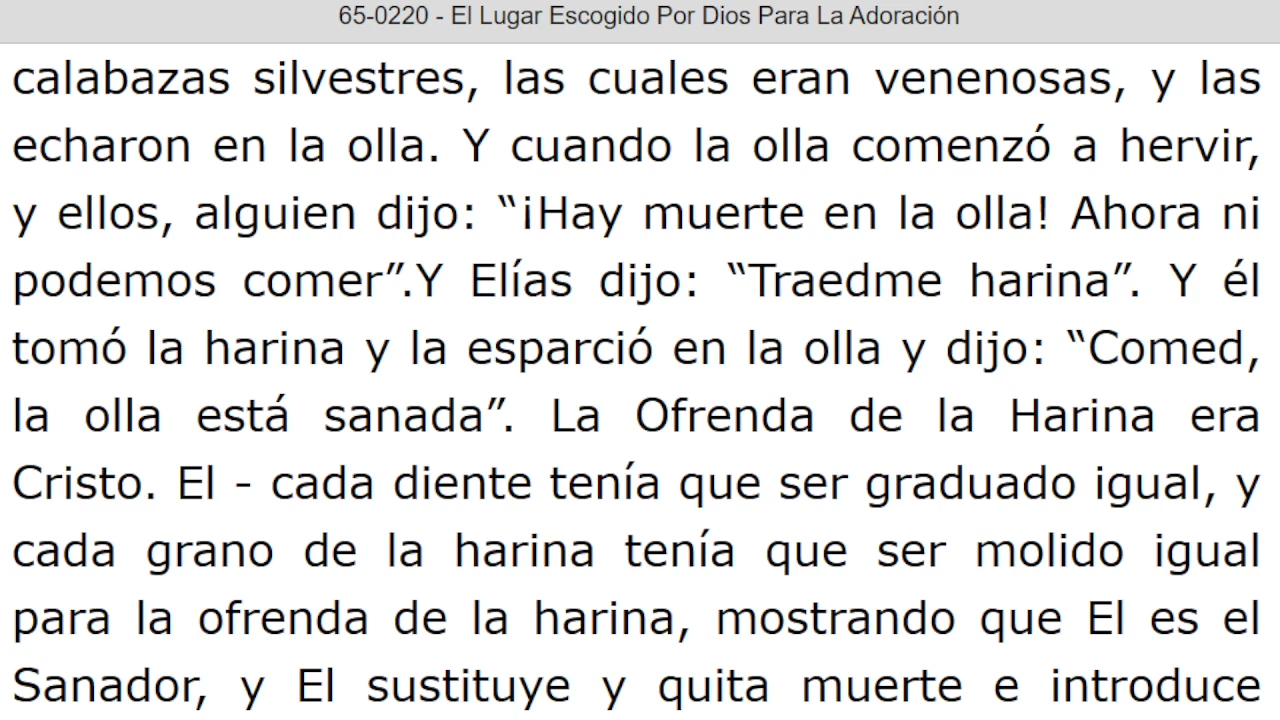 65-0220 - El Lugar Escogido Por Dios Para La Adoración
calabazas silvestres, las cuales eran venenosas, y las
echaron en la olla. Y cuando la olla comenzó a hervir,
y ellos, alguien dijo: “¡Hay muerte en la olla! Ahora ni
podemos comer”.Y Elías dijo: “Traedme harina”. Y él
tomó la harina y la esparció en la olla y dijo: “Comed,
la olla está sanada”. La Ofrenda de la Harina era
Cristo. El - cada diente tenía que ser graduado igual, y
cada grano de la harina tenía que ser molido igual
para la ofrenda de la harina, mostrando que El es el
Sanador, y El sustituye y quita muerte e introduce